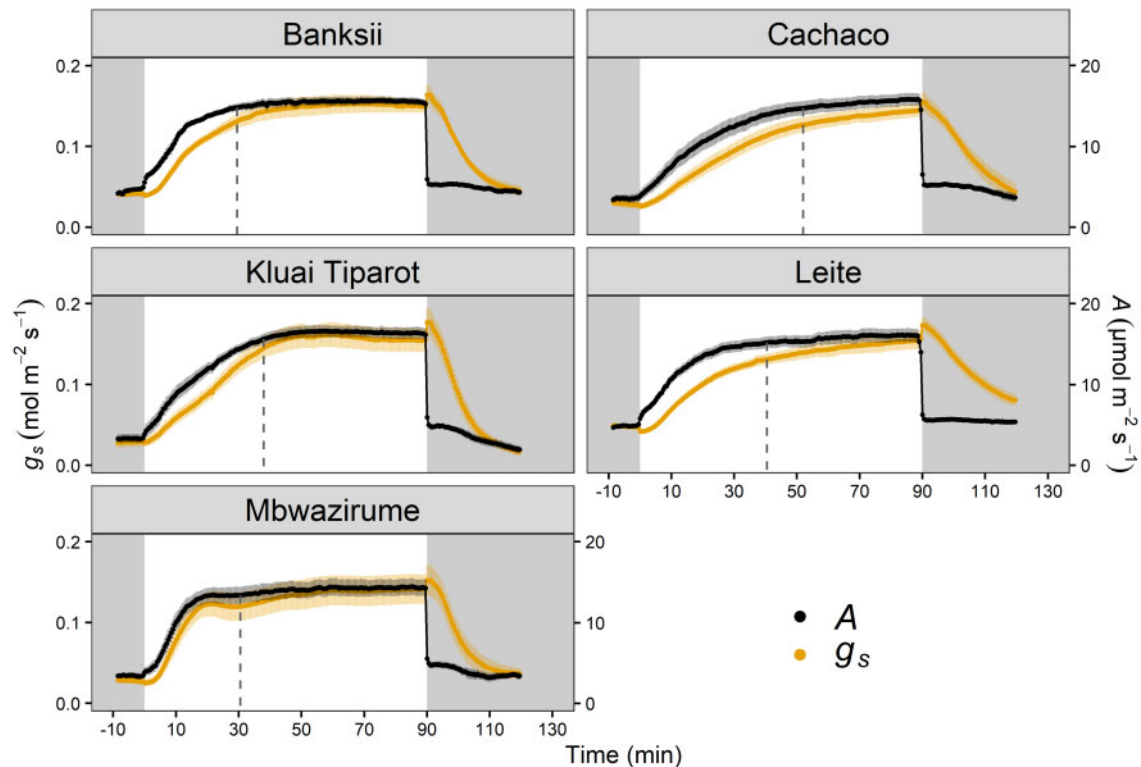 Banksii
Cachaco
0.2
0.1
0.0
20
10
0
Kluai Tiparot
Leite
0.2
0.1
0.0
20
10
0
-10 10 30 50 70 90 110 130
Mbwazirume
0.2
0.1
0.0
20
10
0
-10 10 30 50 70 90 110 130
gₛ (mol m⁻² s⁻¹)
A (µmol m⁻² s⁻¹)
Time (min)
A
gₛ